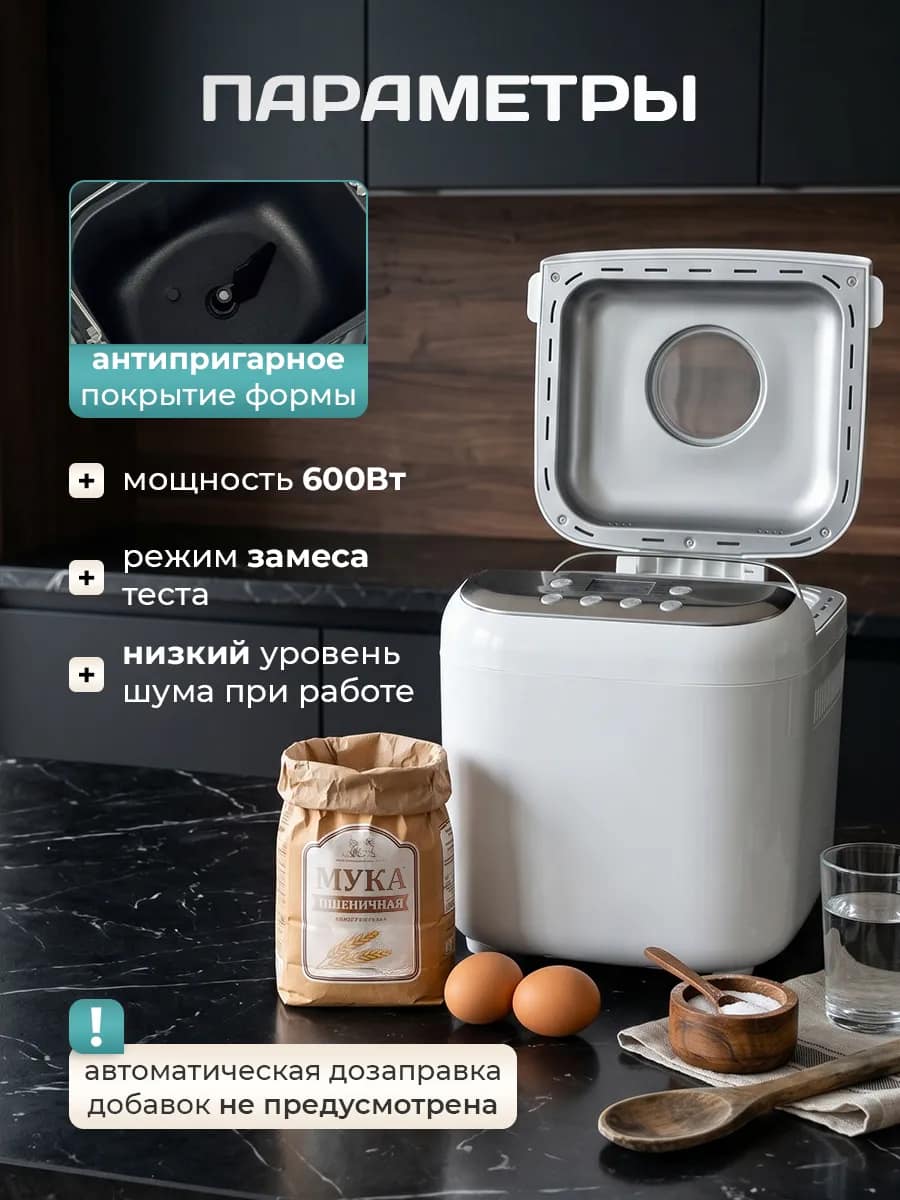 ПАРАМЕТРЫ
антипригарное
покрытие формы
+ мощность 600Вт
+ режим замеса
теста
+ низкий уровень
шума при работе
МУКА
ПШЕНИЧНАЯ
!
автоматическая дозаправка
добавок не предусмотрена